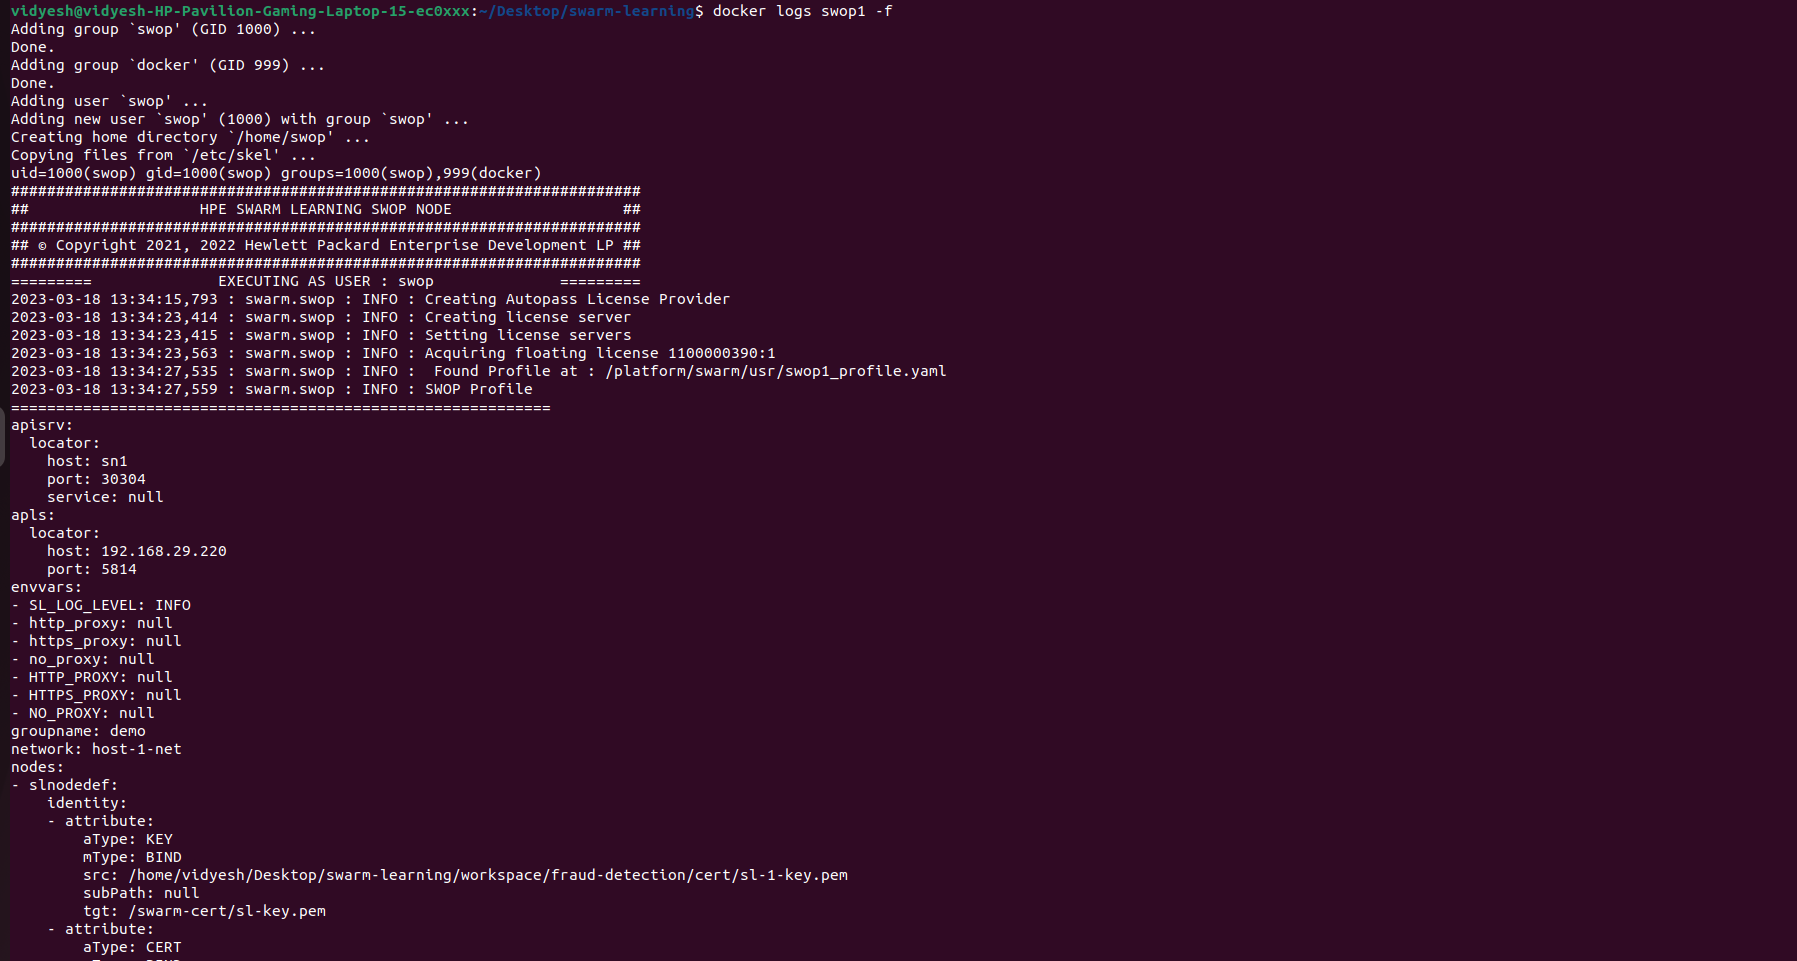 vidyesh@vidyesh-HP-Pavilion-Gaming-Laptop-15-ec0xxx:~/Desktop/swarm-learning$ docker logs swop1 -f
Adding group `swop' (GID 1000) ...
Done.
Adding group `docker' (GID 999) ...
Done.
Adding user `swop' ...
Adding new user `swop' (1000) with group `swop' ...
Creating home directory `/home/swop' ...
Copying files from `/etc/skel' ...
uid=1000(swop) gid=1000(swop) groups=1000(swop),999(docker)
######################################################################
##                   HPE SWARM LEARNING SWOP NODE                   ##
######################################################################
## © Copyright 2021, 2022 Hewlett Packard Enterprise Development LP ##
######################################################################
=========              EXECUTING AS USER : swop              =========
2023-03-18 13:34:15,793 : swarm.swop : INFO : Creating Autopass License Provider
2023-03-18 13:34:23,414 : swarm.swop : INFO : Creating license server
2023-03-18 13:34:23,415 : swarm.swop : INFO : Setting license servers
2023-03-18 13:34:23,563 : swarm.swop : INFO : Acquiring floating license 1100000390:1
2023-03-18 13:34:27,535 : swarm.swop : INFO :  Found Profile at : /platform/swarm/usr/swop1_profile.yaml
2023-03-18 13:34:27,559 : swarm.swop : INFO : SWOP Profile
============================================================
apisrv:
  locator:
    host: sn1
    port: 30304
    service: null
apls:
  locator:
    host: 192.168.29.220
    port: 5814
envvars:
- SL_LOG_LEVEL: INFO
- http_proxy: null
- https_proxy: null
- no_proxy: null
- HTTP_PROXY: null
- HTTPS_PROXY: null
- NO_PROXY: null
groupname: demo
network: host-1-net
nodes:
- slnodedef:
    identity:
    - attribute:
        aType: KEY
        mType: BIND
        src: /home/vidyesh/Desktop/swarm-learning/workspace/fraud-detection/cert/sl-1-key.pem
        subPath: null
        tgt: /swarm-cert/sl-key.pem
    - attribute:
        aType: CERT